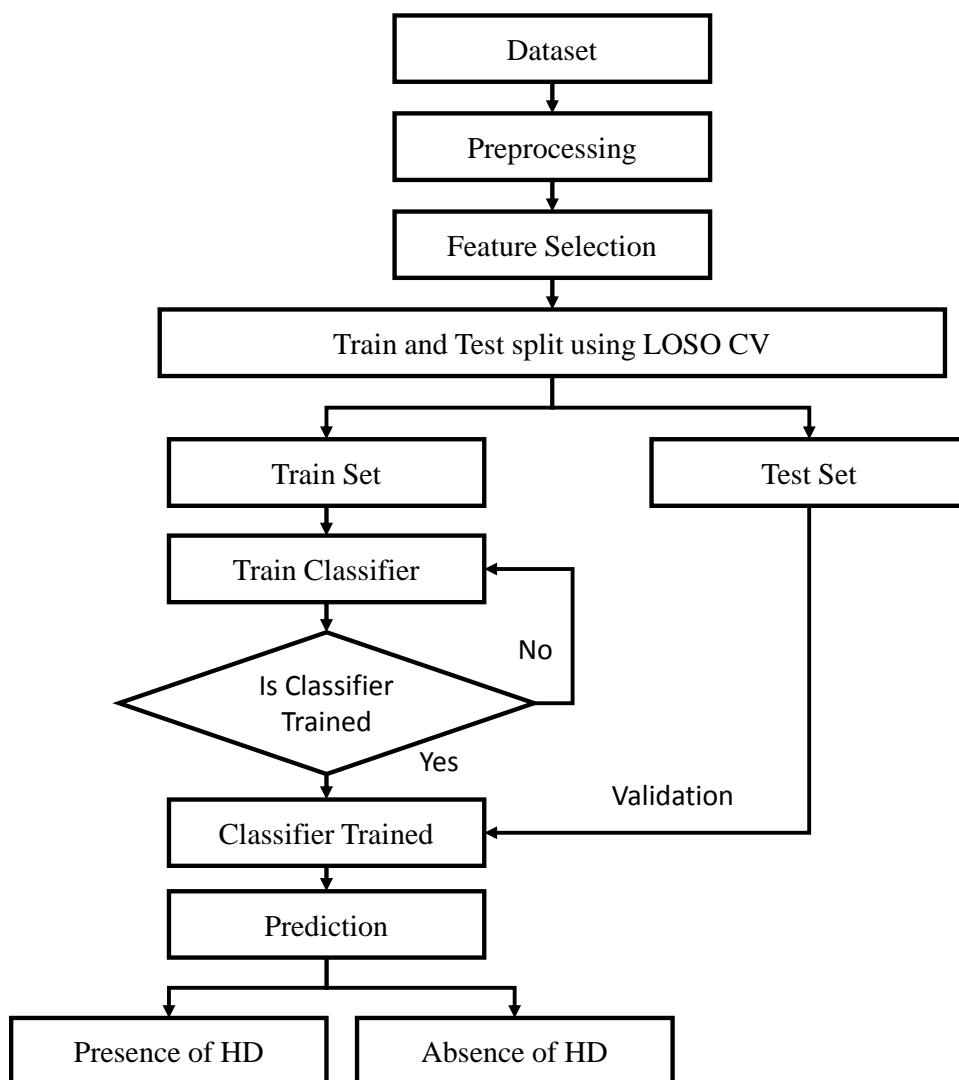 Dataset
Preprocessing
Feature Selection
Train and Test split using LOSO CV
Train Set
Test Set
Train Classifier
No
Is Classifier
Trained
Yes
Validation
Classifier Trained
Prediction
Presence of HD
Absence of HD